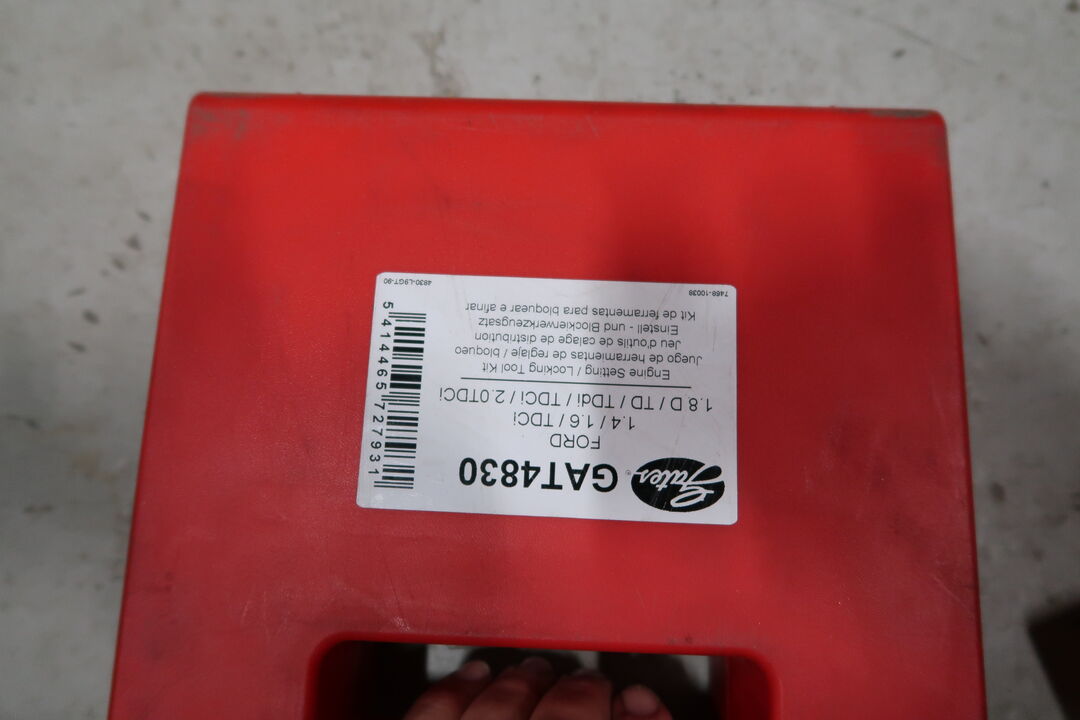 Gates® GAT4830
FORD
1.4 / 1.6 / TDCi
1.8 D / TD / TDdi / TDCi / 2.0TDCi
Engine Setting / Locking Tool Kit
Juego de herramientas de reglaje / bloqueo
Jeu d'outils de calage de distribution
Einstell - und Blockierwerkzeugsatz
Kit de ferramentas para bloquear e afinar
7468-10038
4830-L9GT-90
5 414465 727931